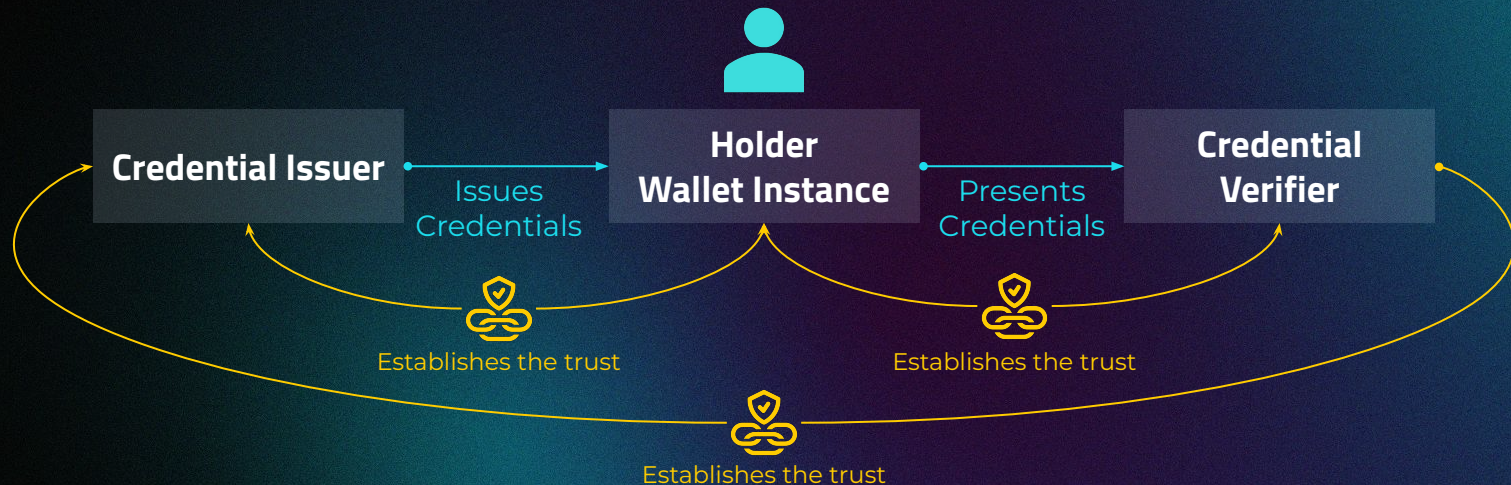 Credential Issuer
Issues
Credentials
Holder
Wallet Instance
Presents
Credentials
Credential
Verifier
Establishes the trust
Establishes the trust
Establishes the trust